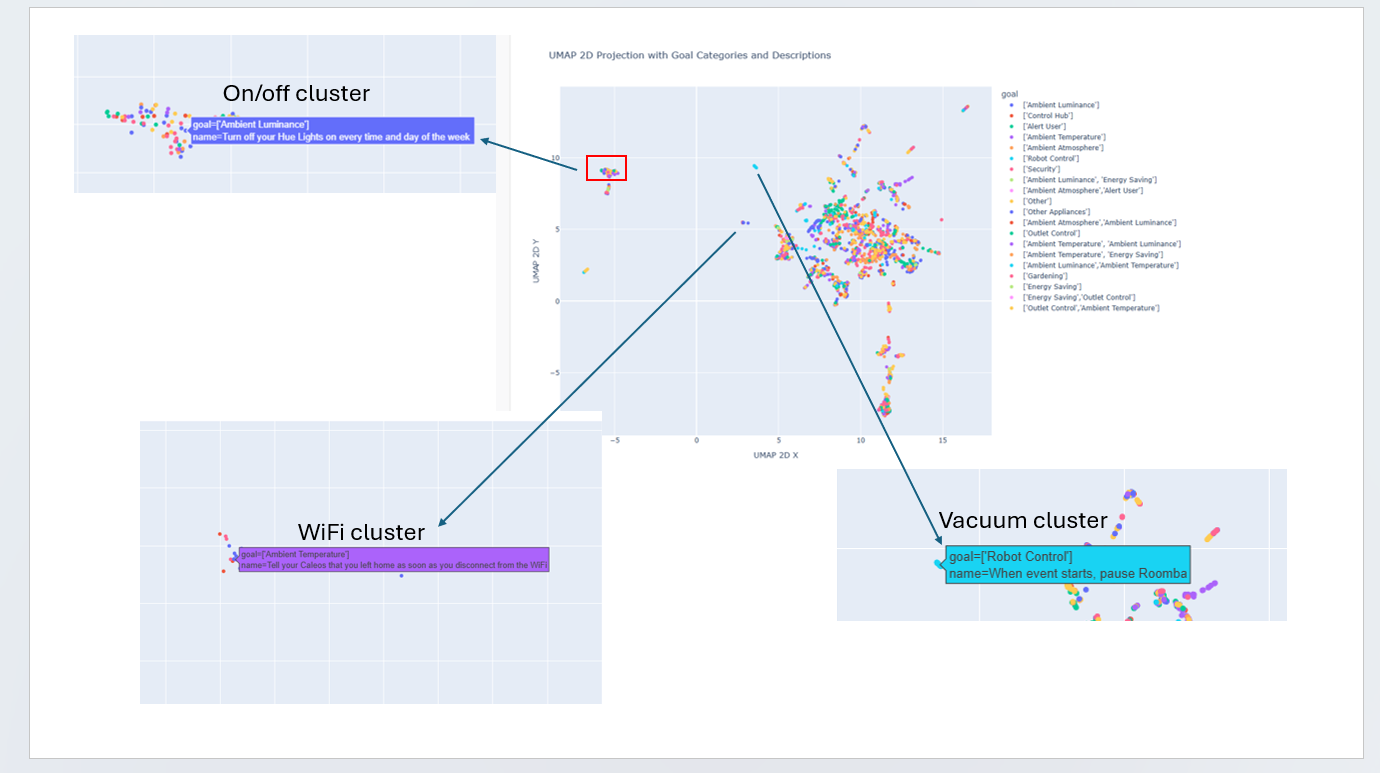 On/off cluster
goal=['Ambient Luminance']
name=Turn off your Hue Lights on every time and day of the week
UMAP 2D Projection with Goal Categories and Descriptions
10
5
0
−5
UMAP 2D Y
−5
0
5
10
15
UMAP 2D X
goal
['Ambient Luminance']
['Control Hub']
['Alert User']
['Ambient Temperature']
['Ambient Atmosphere']
['Robot Control']
['Security']
['Ambient Luminance', 'Energy Saving']
['Ambient Atmosphere','Alert User']
['Other']
['Other Appliances']
['Ambient Atmosphere','Ambient Luminance']
['Outlet Control']
['Ambient Temperature', 'Ambient Luminance']
['Ambient Temperature', 'Energy Saving']
['Ambient Luminance','Ambient Temperature']
['Gardening']
['Energy Saving']
['Energy Saving','Outlet Control']
['Outlet Control','Ambient Temperature']
WiFi cluster
goal=['Ambient Temperature']
name=Tell your Caleos that you left home as soon as you disconnect from the WiFi
Vacuum cluster
goal=['Robot Control']
name=When event starts, pause Roomba